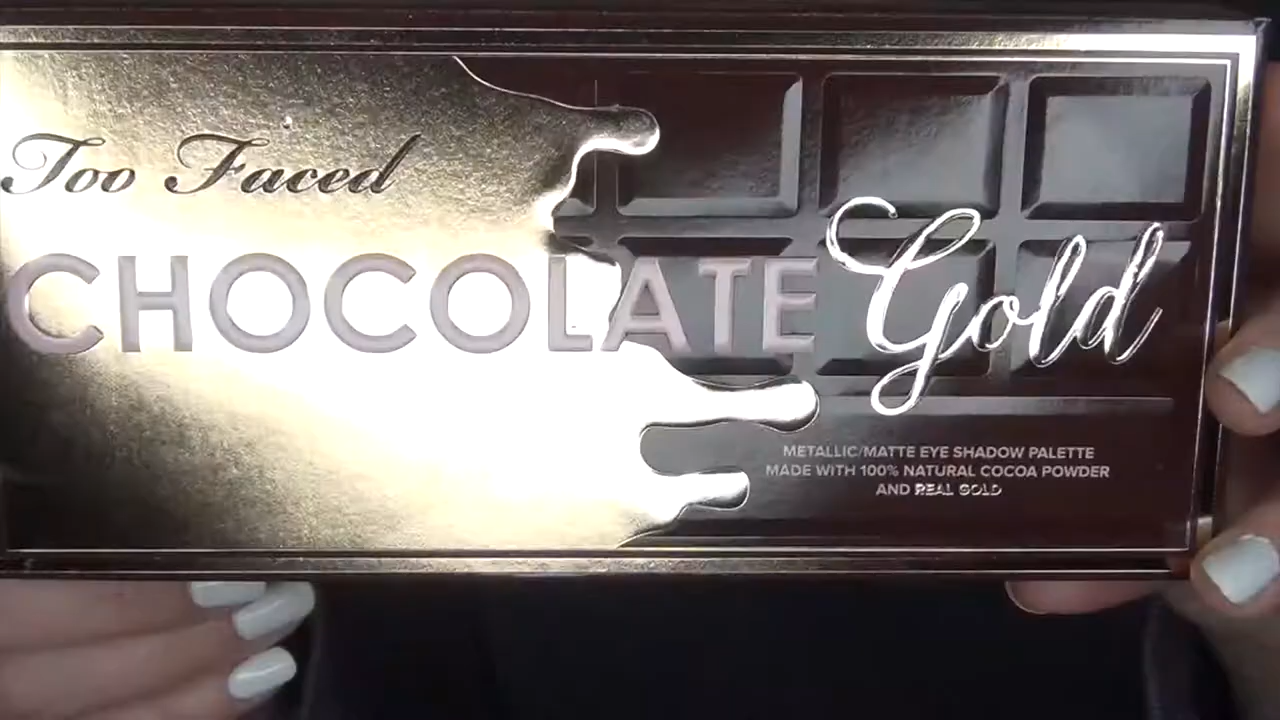 Too Faced
CHOCOLATE Gold
METALLIC/MATTE EYE SHADOW PALETTE
MADE WITH 100% NATURAL COCOA POWDER
AND REAL GOLD